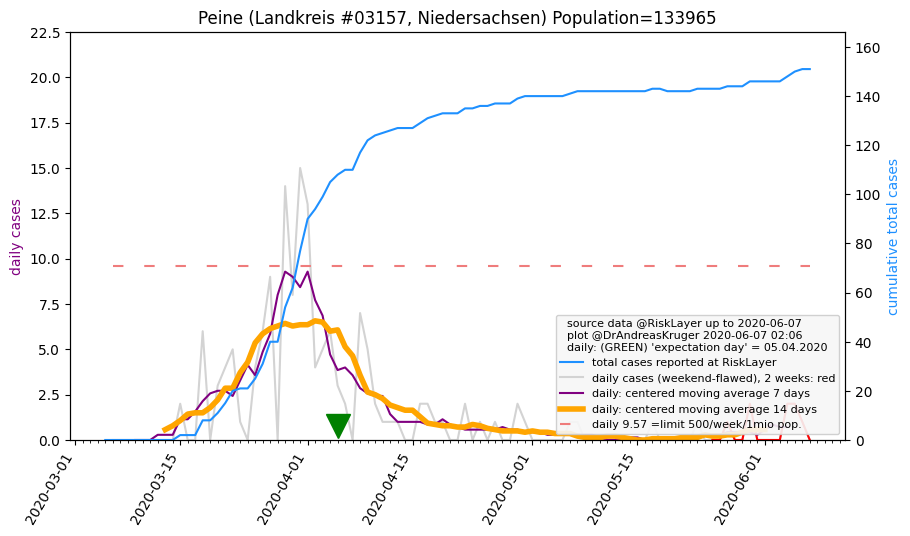 Peine (Landkreis #03157, Niedersachsen) Population=133965
22.5
20.0
17.5
15.0
12.5
10.0
7.5
5.0
2.5
0.0
daily cases
160
140
120
100
80
60
40
20
0
cumulative total cases
source data @RiskLayer up to 2020-06-07
plot @DrAndreasKruger 2020-06-07 02:06
daily: (GREEN) 'expectation day' = 05.04.2020
total cases reported at RiskLayer
daily cases (weekend-flawed), 2 weeks: red
daily: centered moving average 7 days
daily: centered moving average 14 days
daily 9.57 =limit 500/week/1mio pop.
2020-03-01
2020-03-15
2020-04-01
2020-04-15
2020-05-01
2020-05-15
2020-06-01